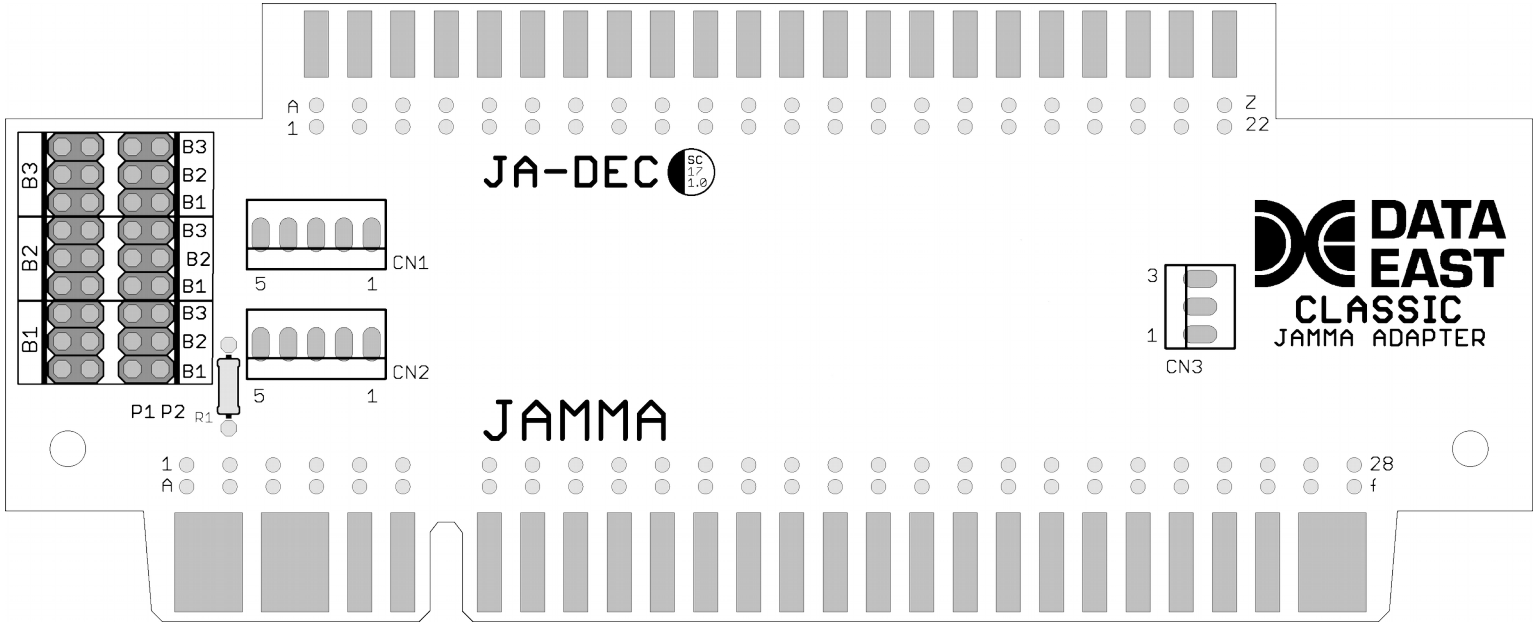 A
Z
1
22
JA-DEC
SC
17
1.0
B3
B3
B2
B1
B2
B3
B2
B1
B1
B3
B2
B1
P1 P2
R1
CN1
5 1
CN2
5 1
3
1
CN3
DATA
EAST
CLASSIC
JAMMA ADAPTER
JAMMA
1
28
A
f